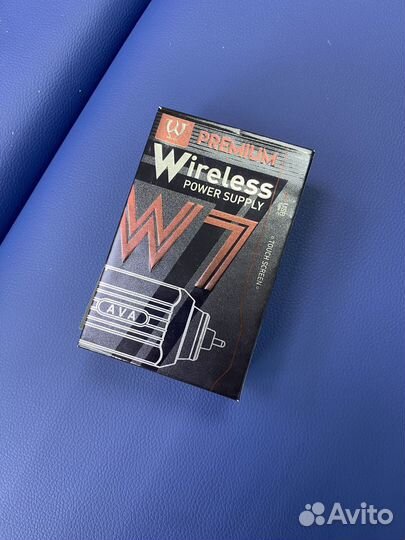 PREMIUM
Wireless
POWER SUPPLY
W7
TOUCH SCREEN
AVA
Avito